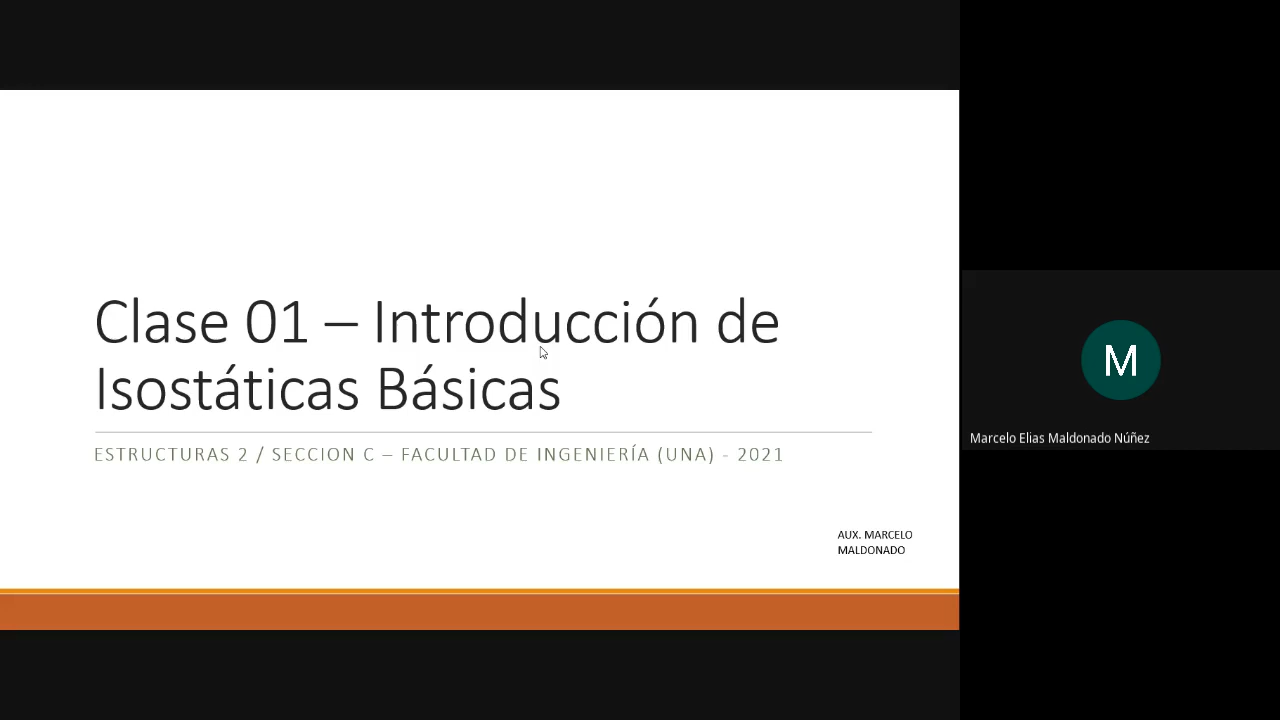 Clase 01 – Introducción de
Isostáticas Básicas
ESTRUCTURAS 2 / SECCION C – FACULTAD DE INGENIERÍA (UNA) - 2021
AUX. MARCELO
MALDONADO
M
Marcelo Elias Maldonado Núñez